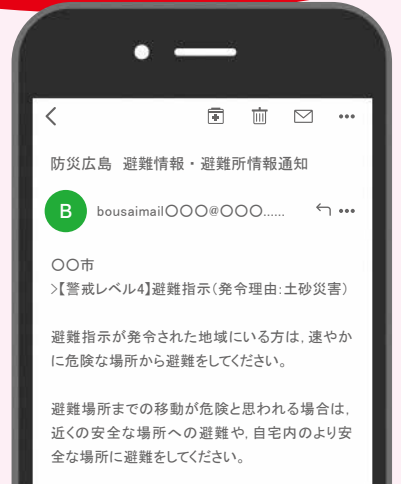 防災広島 避難情報・避難所情報通知
B bousaimail〇〇〇@〇〇〇......
〇〇市
>【警戒レベル4】避難指示(発令理由:土砂災害)
避難指示が発令された地域にいる方は,速やか
に危険な場所から避難をしてください。
避難場所までの移動が危険と思われる場合は,
近くの安全な場所への避難や,自宅内のより安
全な場所に避難をしてください。